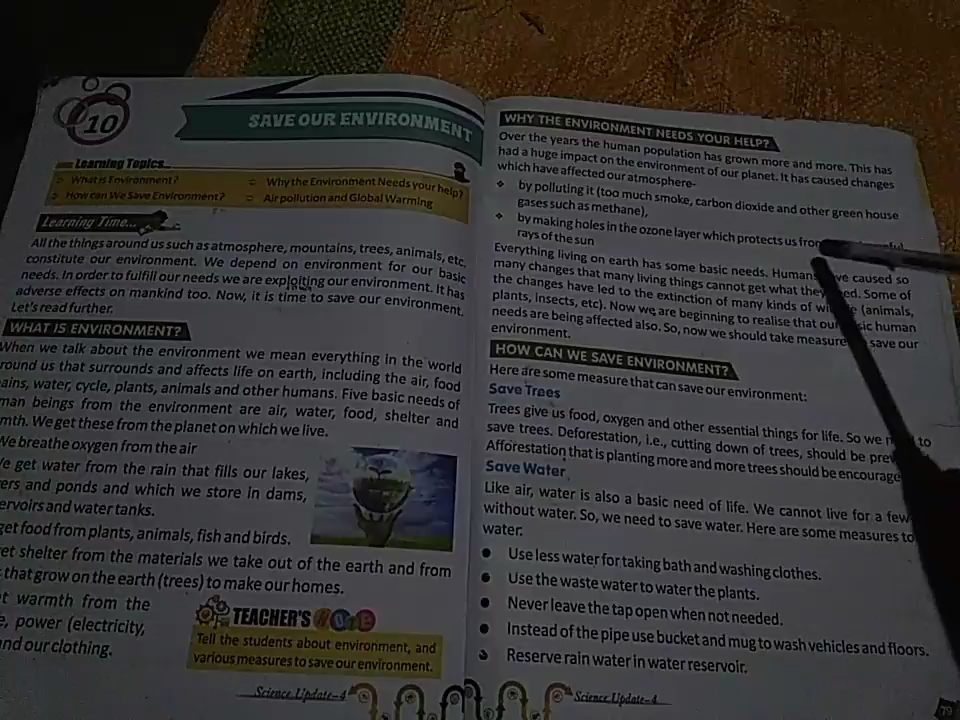 10
SAVE OUR ENVIRONMENT
Learning Topics...
What is Environment?
Why the Environment Needs your help?
How can We Save Environment?
Air pollution and Global Warming
Learning Time...
All the things around us such as atmosphere, mountains, trees, animals, etc,
constitute our environment. We depend on environment for our basic
needs. In order to fulfill our needs we are exploiting our environment. It has
adverse effects on mankind too. Now, it is time to save our environment.
Let's read further.
WHAT IS ENVIRONMENT?
When we talk about the environment we mean everything in the world
round us that surrounds and affects life on earth, including the air, food
ains, water, cycle, plants, animals and other humans. Five basic needs of
man beings from the environment are air, water, food, shelter and
mth. We get these from the planet on which we live.
We breathe oxygen from the air
e get water from the rain that fills our lakes,
ers and ponds and which we store in dams,
ervoirs and water tanks.
get food from plants, animals, fish and birds.
et shelter from the materials we take out of the earth and from
that grow on the earth (trees) to make our homes.
t warmth from the
e, power (electricity,
and our clothing.
TEACHER'S NOTE
Tell the students about environment, and
various measures to save our environment.
Science Update-4
WHY THE ENVIRONMENT NEEDS YOUR HELP?
Over the years the human population has grown more and more. This has
had a huge impact on the environment of our planet. It has caused changes
which have affected our atmosphere-
❖ by polluting it (too much smoke, carbon dioxide and other green house
gases such as methane),
❖ by making holes in the ozone layer which protects us from
rays of the sun
Everything living on earth has some basic needs. Humans have caused so
many changes that many living things cannot get what they need. Some of
the changes have led to the extinction of many kinds of (animals,
plants, insects, etc). Now we are beginning to realise that our basic human
needs are being affected also. So, now we should take measure save our
environment.
HOW CAN WE SAVE ENVIRONMENT?
Here are some measure that can save our environment:
Save Trees
Trees give us food, oxygen and other essential things for life. So we to
save trees. Deforestation, i.e., cutting down of trees, should be
Afforestation that is planting more and more trees should be encourage
Save Water
Like air, water is also a basic need of life. We cannot live for a few
without water. So, we need to save water. Here are some measures to
water.
● Use less water for taking bath and washing clothes.
● Use the waste water to water the plants.
● Never leave the tap open when not needed.
● Instead of the pipe use bucket and mug to wash vehicles and floors.
● Reserve rain water in water reservoir.
Science Update-4
79